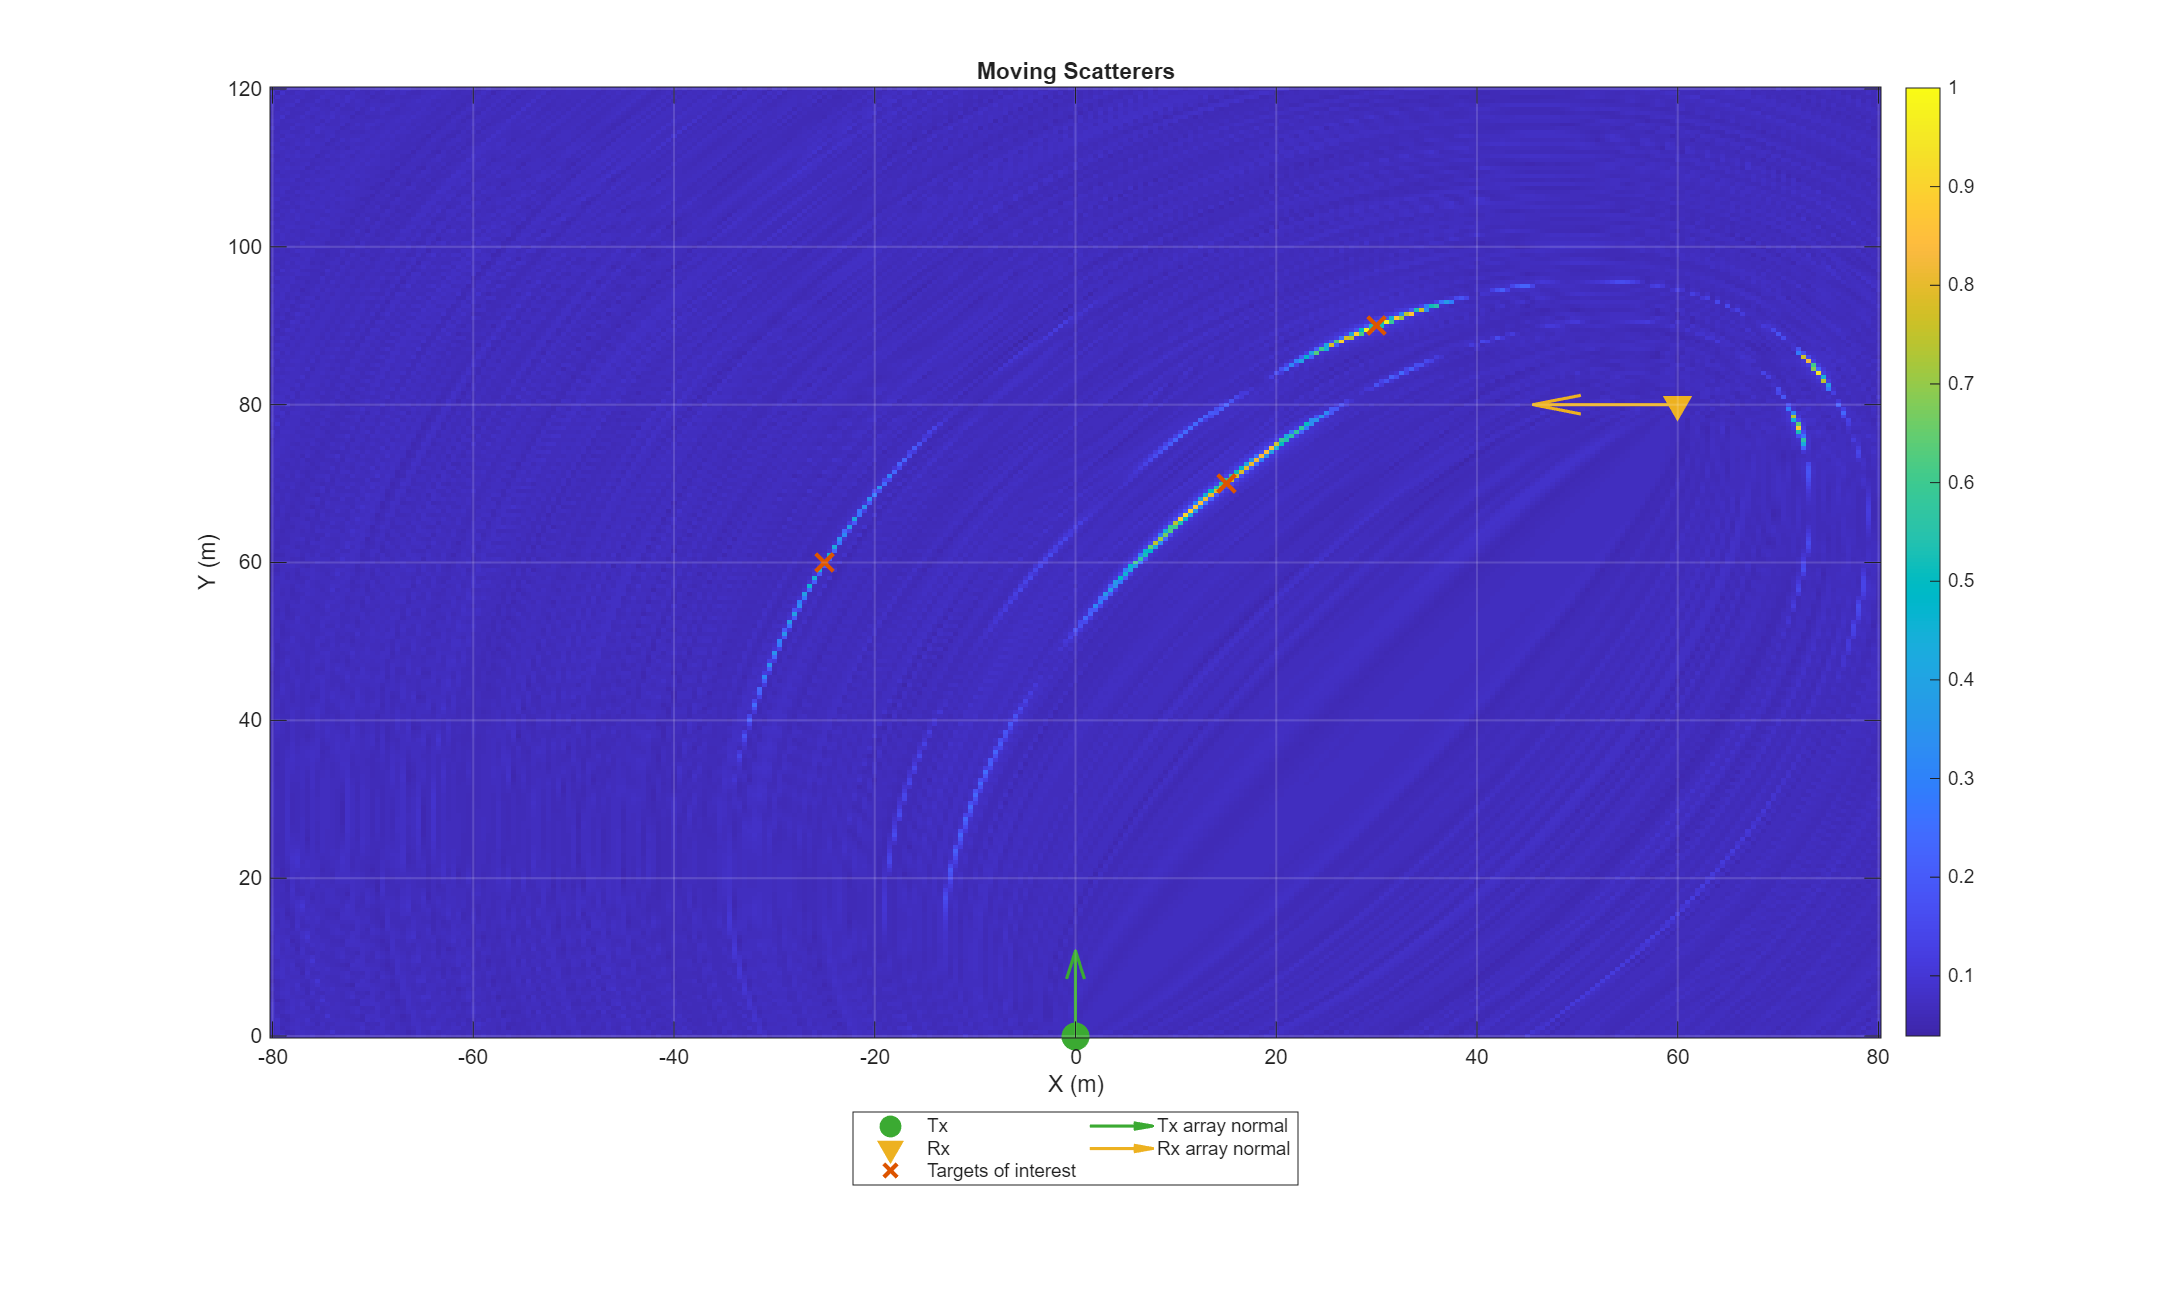 Moving Scatterers
120
100
80
60
40
20
0
Y (m)
-80 -60 -40 -20 0 20 40 60 80
X (m)
1
0.9
0.8
0.7
0.6
0.5
0.4
0.3
0.2
0.1
Tx
Rx
Targets of interest
Tx array normal
Rx array normal